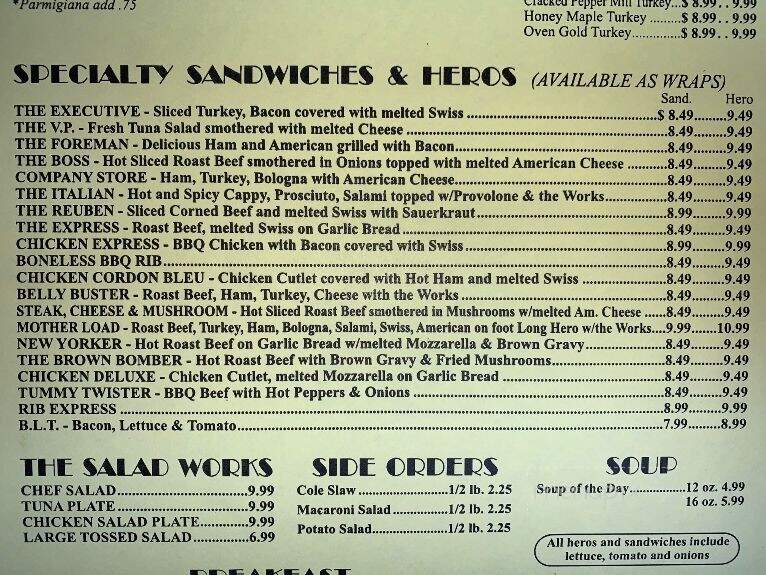 *Parmigiana add .75
Cracked Pepper Mill Turkey...$ 8.99. . 9.99
Honey Maple Turkey .......$ 8.99. . 9.99
Oven Gold Turkey.............$ 8.99. . 9.99
SPECIALTY SANDWICHES & HEROS (AVAILABLE AS WRAPS)
Sand. Hero
THE EXECUTIVE - Sliced Turkey, Bacon covered with melted Swiss ..........$ 8.49.........9.49
THE V.P. - Fresh Tuna Salad smothered with melted Cheese ..........8.49.........9.49
THE FOREMAN - Delicious Ham and American grilled with Bacon..........8.49.........9.49
THE BOSS - Hot Sliced Roast Beef smothered in Onions topped with melted American Cheese ..........8.49.........9.49
COMPANY STORE - Ham, Turkey, Bologna with American Cheese..........8.49.........9.49
THE ITALIAN - Hot and Spicy Cappy, Prosciuto, Salami topped w/Provolone & the Works..........8.49.........9.49
THE REUBEN - Sliced Corned Beef and melted Swiss with Sauerkraut..........8.99.........9.99
THE EXPRESS - Roast Beef, melted Swiss on Garlic Bread ..........8.49.........9.49
CHICKEN EXPRESS - BBQ Chicken with Bacon covered with Swiss..........8.99.........9.99
BONELESS BBQ RIB..........8.49.........9.49
CHICKEN CORDON BLEU - Chicken Cutlet covered with Hot Ham and melted Swiss ..........8.49.........9.49
BELLY BUSTER - Roast Beef, Ham, Turkey, Cheese with the Works ..........8.49.........9.49
STEAK, CHEESE & MUSHROOM - Hot Sliced Roast Beef smothered in Mushrooms w/melted Am. Cheese .....8.49.........9.49
MOTHER LOAD - Roast Beef, Turkey, Ham, Bologna, Salami, Swiss, American on foot Long Hero w/the Works....9.99.......10.99
NEW YORKER - Hot Roast Beef on Garlic Bread w/melted Mozzarella & Brown Gravy..........8.49.........9.49
THE BROWN BOMBER - Hot Roast Beef with Brown Gravy & Fried Mushrooms..........8.49.........9.49
CHICKEN DELUXE - Chicken Cutlet, melted Mozzarella on Garlic Bread ..........8.49.........9.49
TUMMY TWISTER - BBQ Beef with Hot Peppers & Onions ..........8.49.........9.49
RIB EXPRESS ..........8.99.........9.99
B.L.T. - Bacon, Lettuce & Tomato..........7.99.......8.99
THE SALAD WORKS
CHEF SALAD..........9.99
TUNA PLATE..........9.99
CHICKEN SALAD PLATE..........9.99
LARGE TOSSED SALAD..........6.99
SIDE ORDERS
Cole Slaw ..........1/2 lb. 2.25
Macaroni Salad ..........1/2 lb. 2.25
Potato Salad..........1/2 lb. 2.25
SOUP
Soup of the Day..........12 oz. 4.99
16 oz. 5.99
All heros and sandwiches include
lettuce, tomato and onions
BREAKFAST